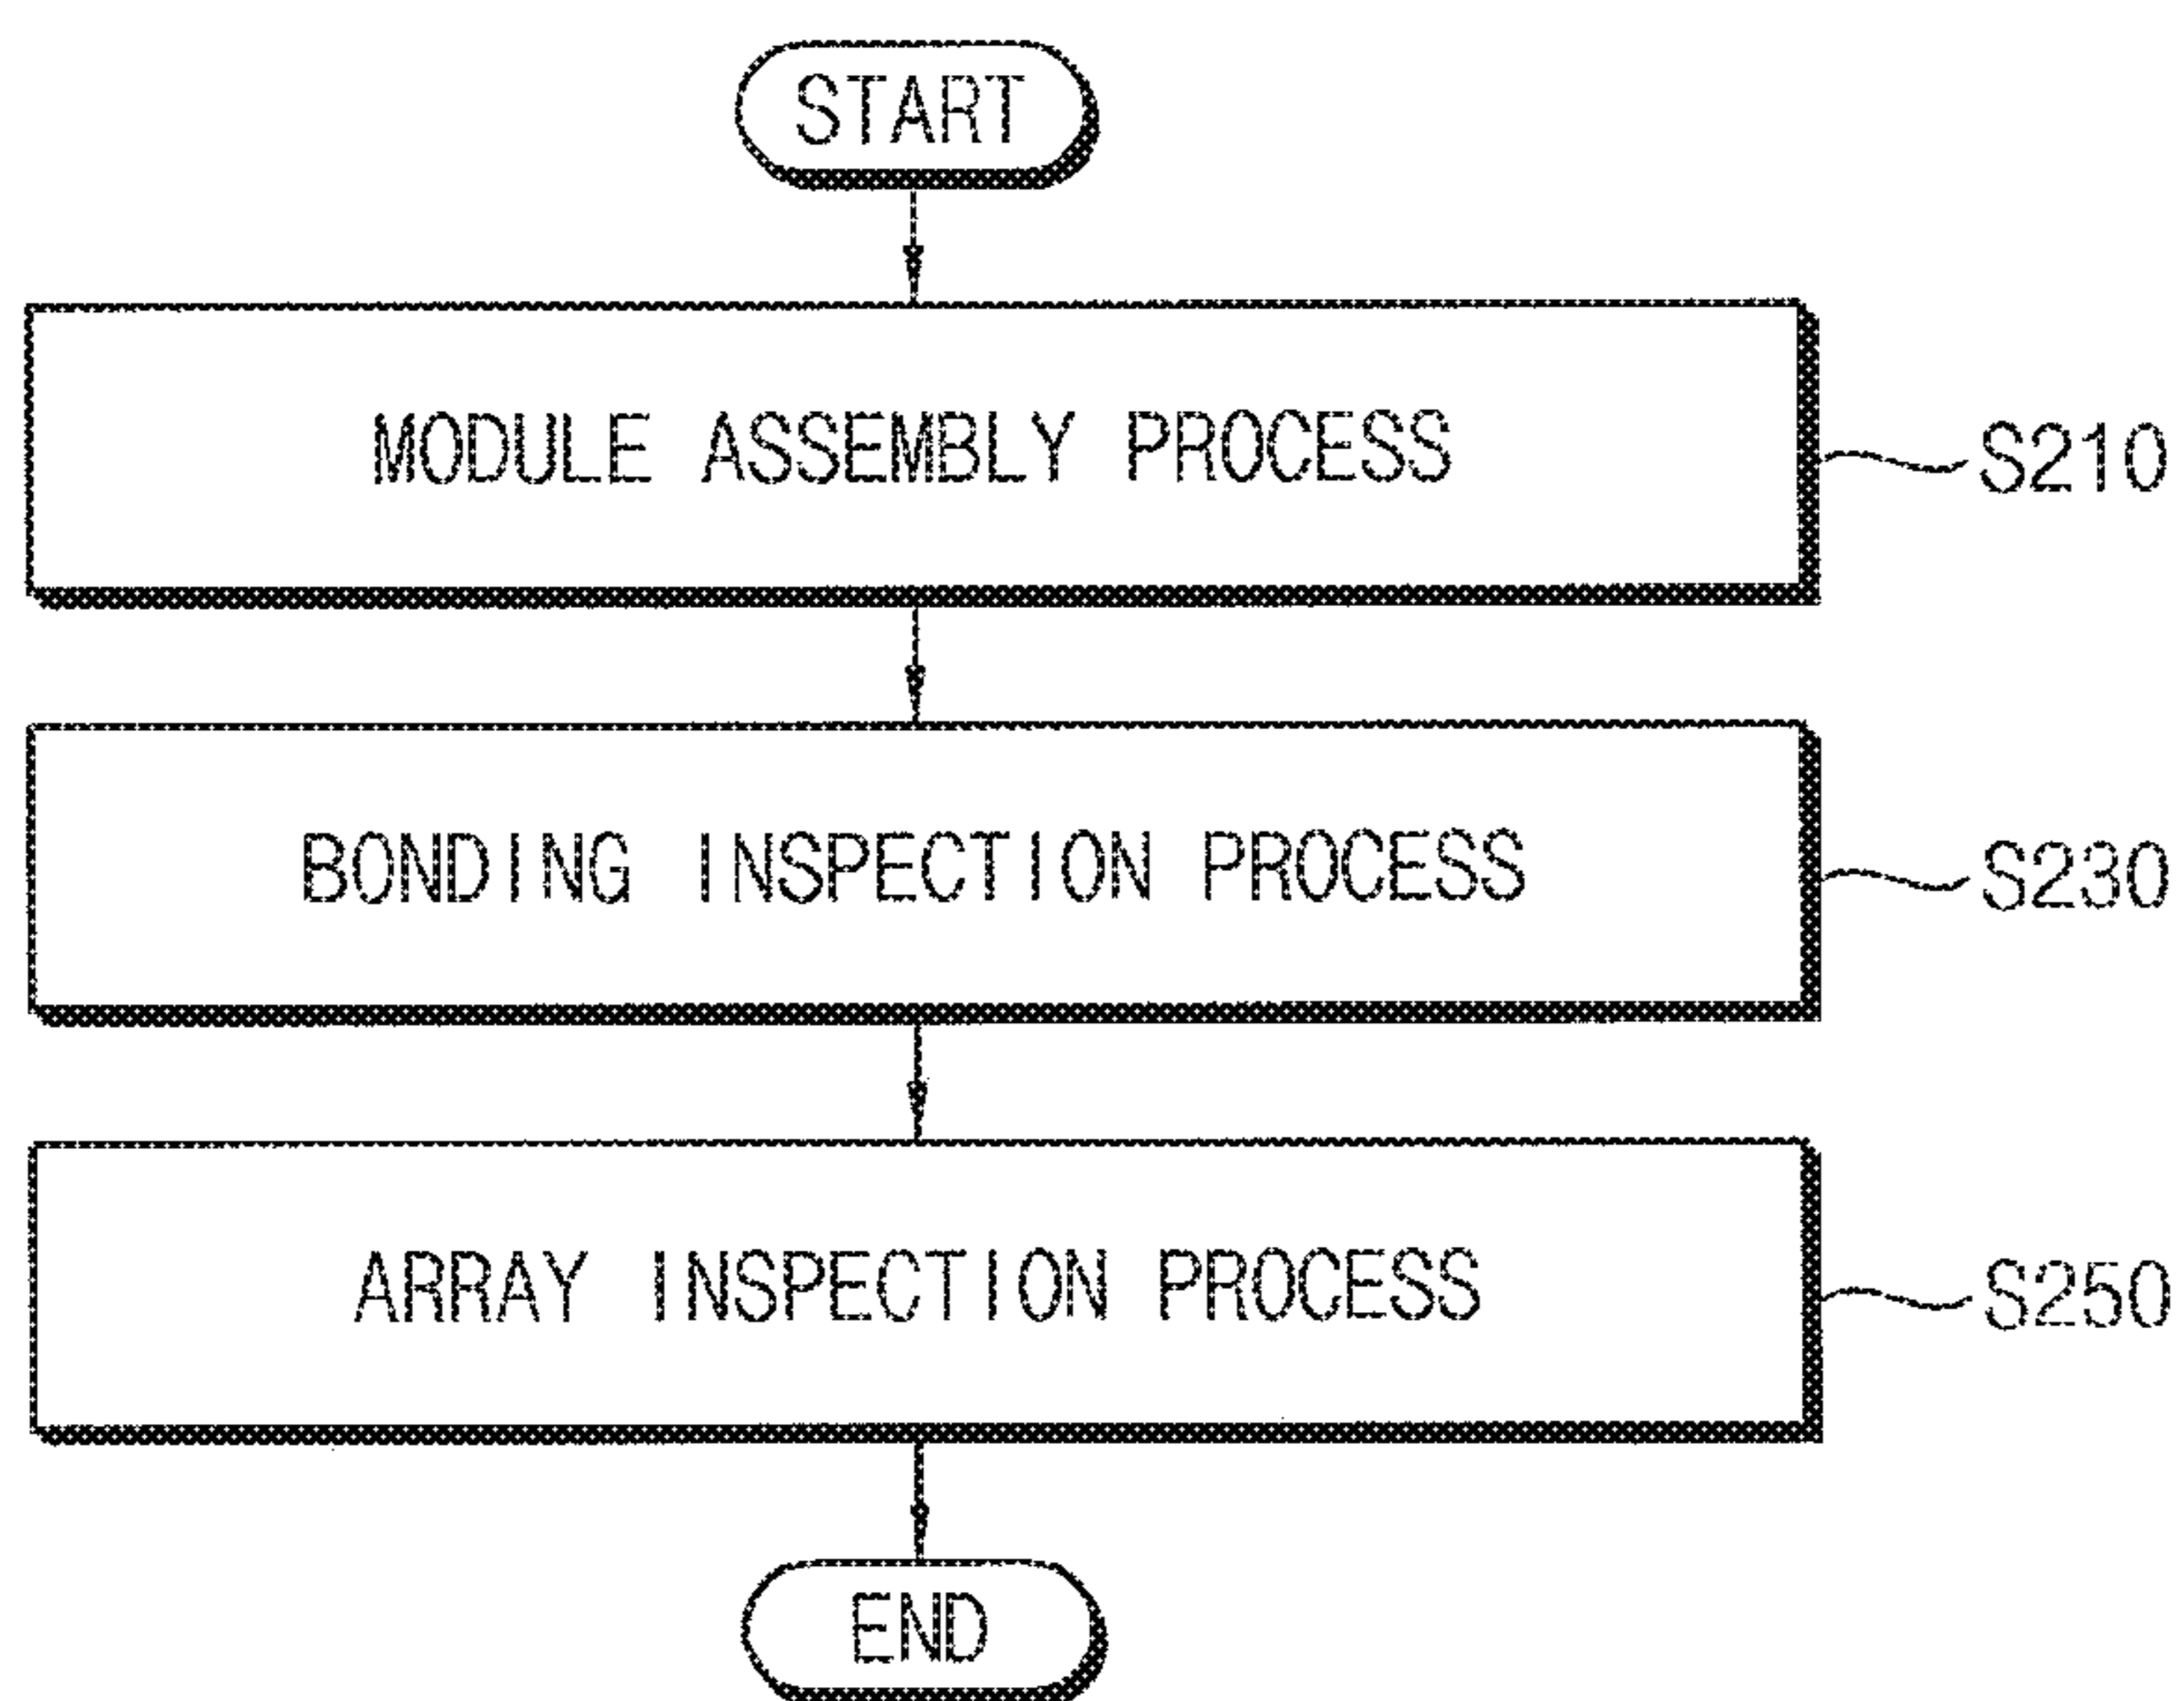 START
MODULE ASSEMBLY PROCESS
S210
BONDING INSPECTION PROCESS
S230
ARRAY INSPECTION PROCESS
S250
END